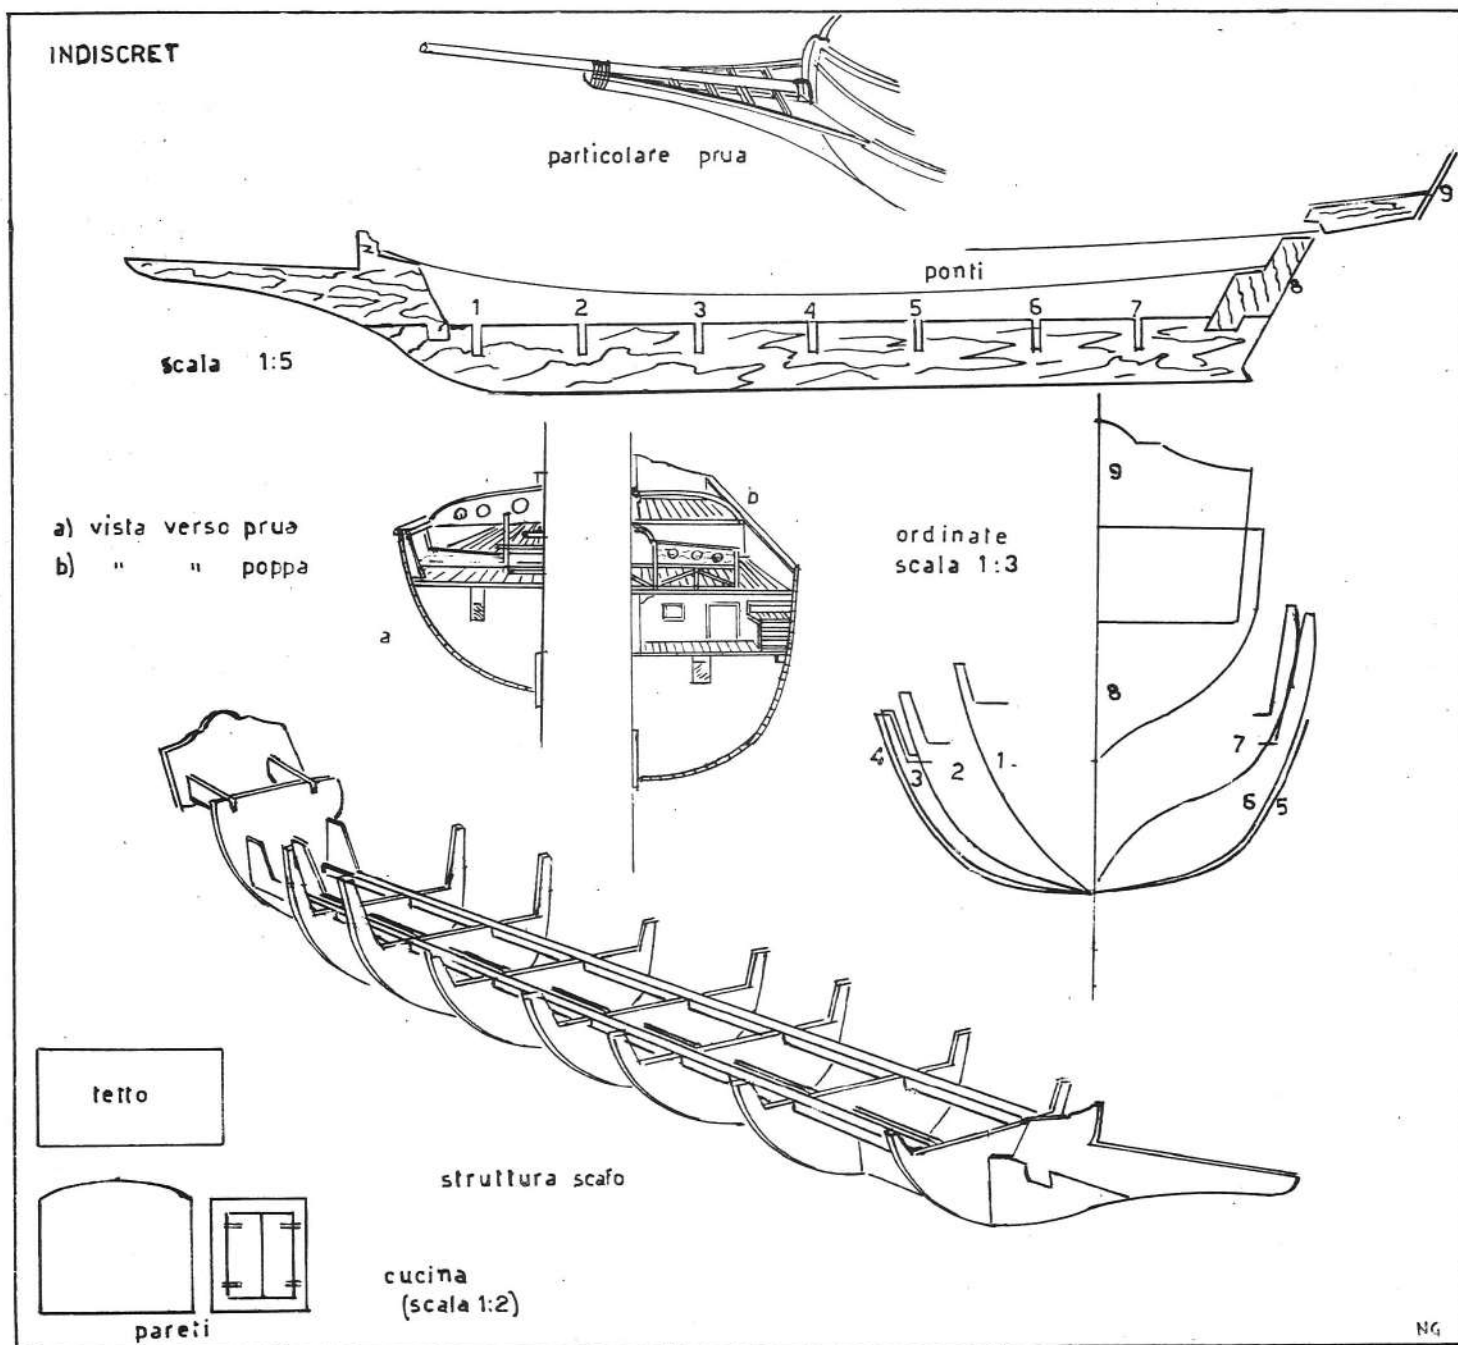 INDISCRET
particolare prua
9
ponti
8
1 2 3 4 5 6 7
scala 1:5
a) vista verso prua
b) " " poppa
a
b
ordinate
scala 1:3
9
8
7
4 3 2 1
6 5
tetto
struttura scafo
cucina
(scala 1:2)
pareti
NG